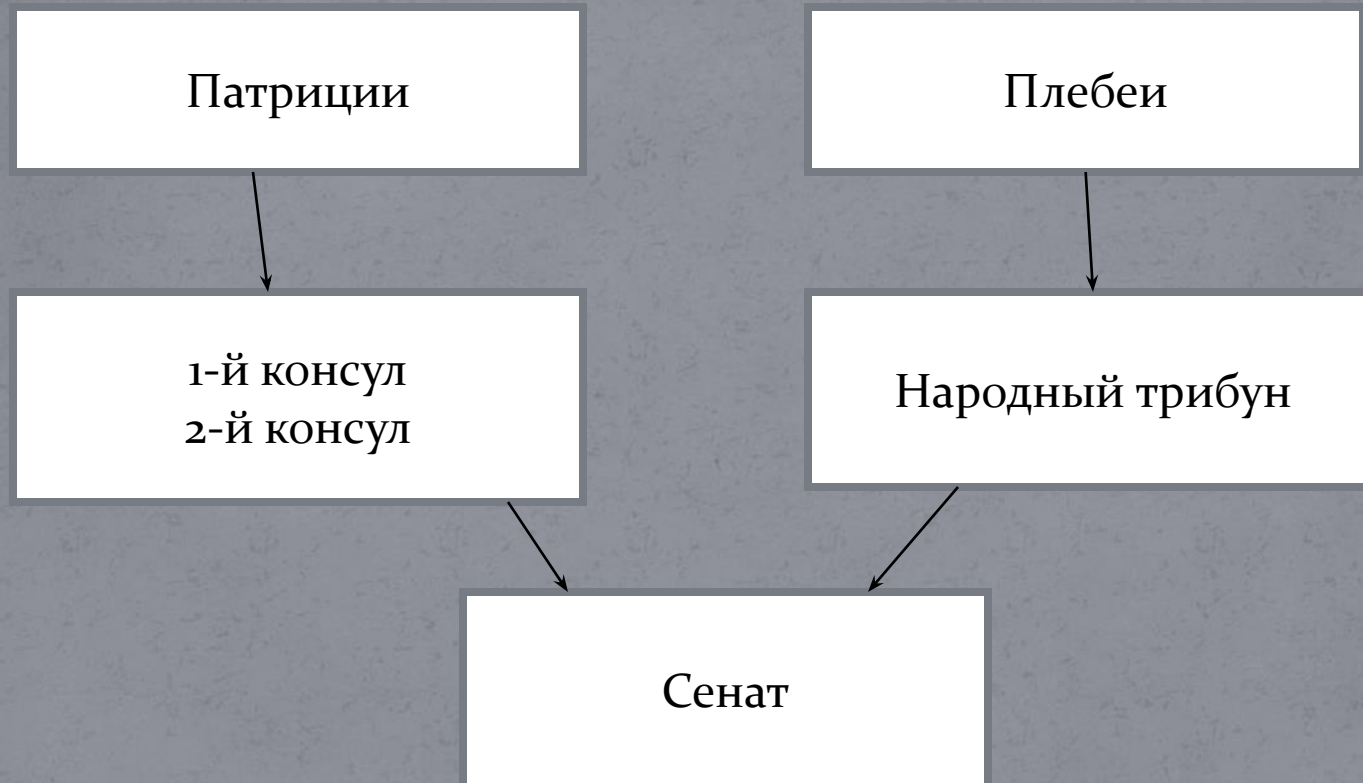 Патриции
Плебеи
1-й консул
2-й консул
Народный трибун
Сенат